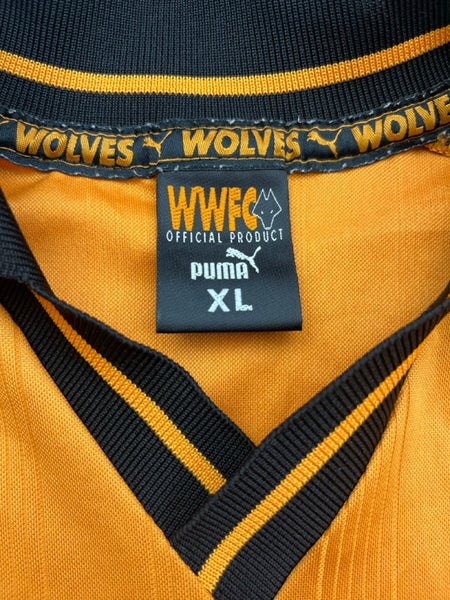 WOLVES WOLVES WOLVES
WWFC
OFFICIAL PRODUCT
PUMA
XL